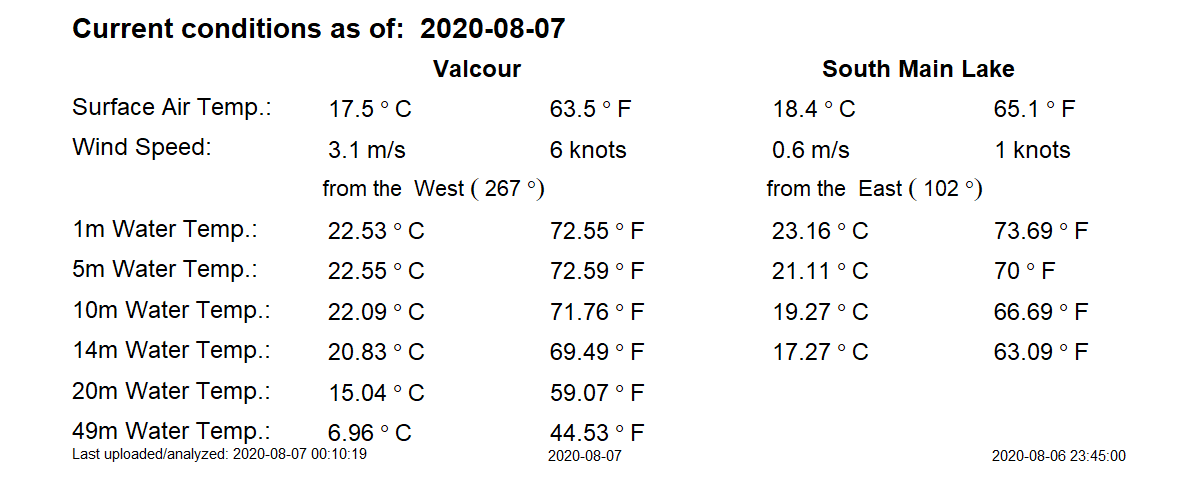 Current conditions as of: 2020-08-07
Valcour South Main Lake
Surface Air Temp.: 17.5 ° C 63.5 ° F 18.4 ° C 65.1 ° F
Wind Speed: 3.1 m/s 6 knots 0.6 m/s 1 knots
from the West ( 267 °) from the East ( 102 °)
1m Water Temp.: 22.53 ° C 72.55 ° F 23.16 ° C 73.69 ° F
5m Water Temp.: 22.55 ° C 72.59 ° F 21.11 ° C 70 ° F
10m Water Temp.: 22.09 ° C 71.76 ° F 19.27 ° C 66.69 ° F
14m Water Temp.: 20.83 ° C 69.49 ° F 17.27 ° C 63.09 ° F
20m Water Temp.: 15.04 ° C 59.07 ° F
49m Water Temp.: 6.96 ° C 44.53 ° F
Last uploaded/analyzed: 2020-08-07 00:10:19 2020-08-07 2020-08-06 23:45:00